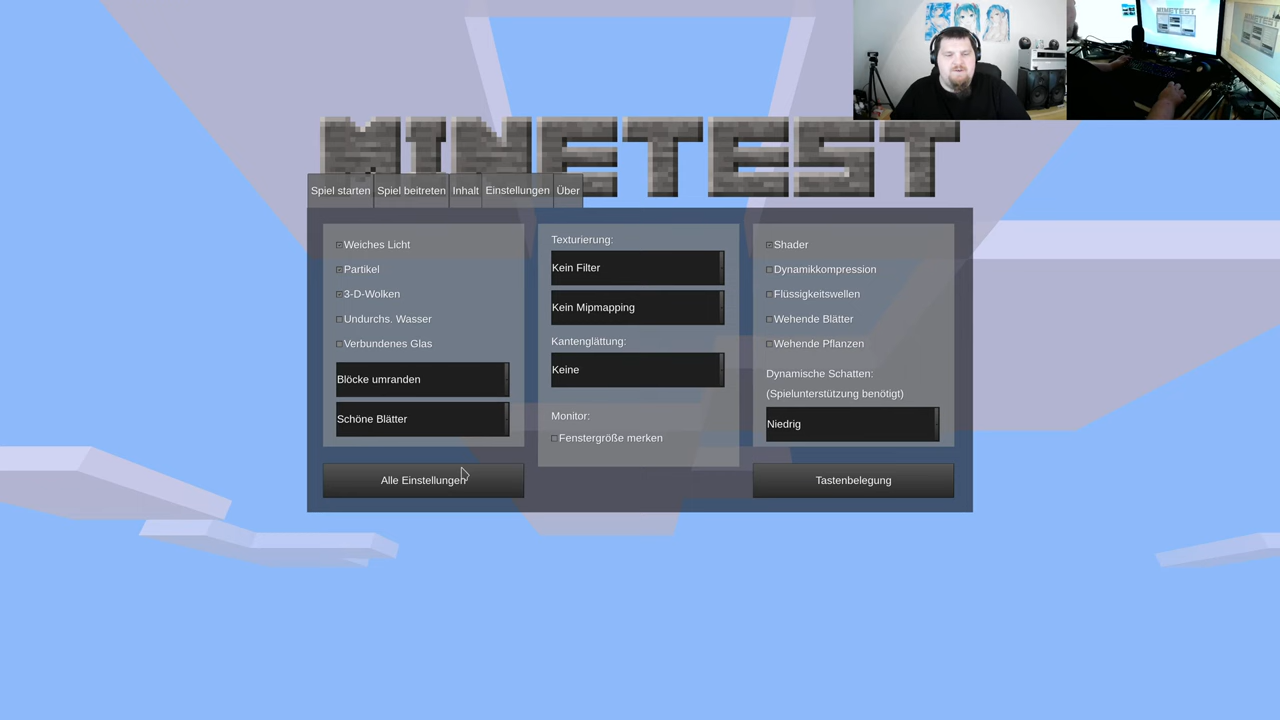 MINETEST
Spiel starten
Spiel beitreten
Inhalt
Einstellungen
Über
Weiches Licht
Partikel
3-D-Wolken
Undurchs. Wasser
Verbundenes Glas
Blöcke umranden
Schöne Blätter
Alle Einstellungen
Texturierung:
Kein Filter
Kein Mipmapping
Kantenglättung:
Keine
Monitor:
Fenstergröße merken
Shader
Dynamikkompression
Flüssigkeitswellen
Wehende Blätter
Wehende Pflanzen
Dynamische Schatten:
(Spielunterstützung benötigt)
Niedrig
Tastenbelegung
MINETEST